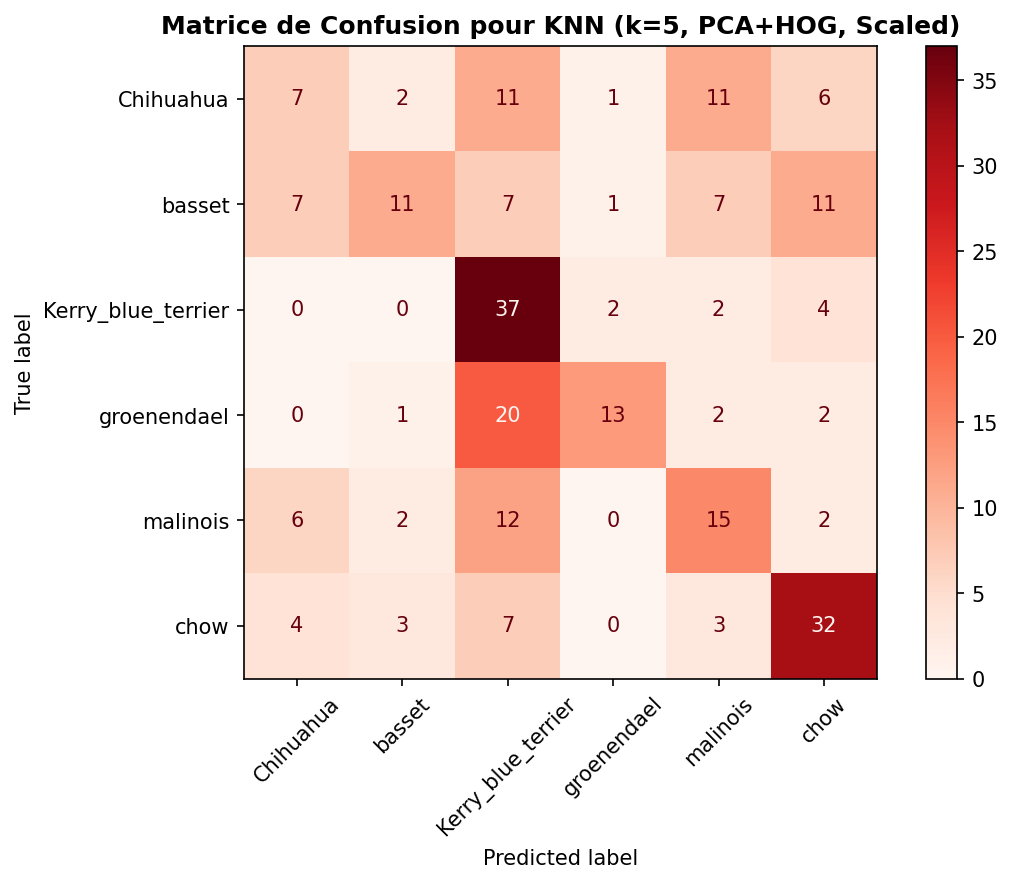 Matrice de Confusion pour KNN (k=5, PCA+HOG, Scaled)
Chihuahua 7 2 11 1 11 6
basset 7 11 7 1 7 11
Kerry_blue_terrier 0 0 37 2 2 4
groenendael 0 1 20 13 2 2
malinois 6 2 12 0 15 2
chow 4 3 7 0 3 32
True label
Chihuahua basset Kerry_blue_terrier groenendael malinois chow
Predicted label
35
30
25
20
15
10
5
0